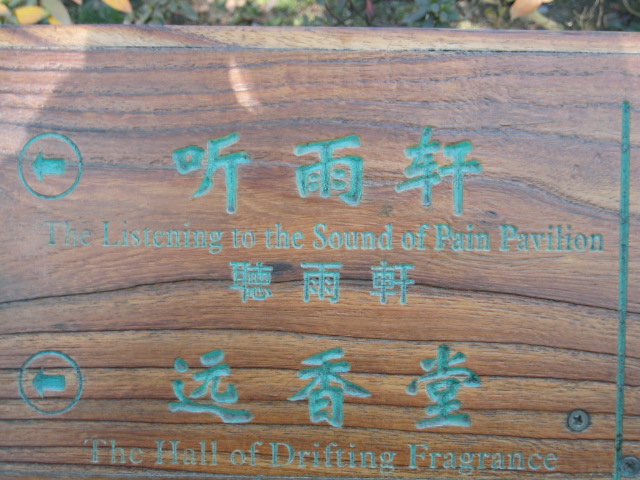 听雨轩
The Listening to the Sound of Pain Pavilion
聽雨軒
远香堂
The Hall of Drifting Fragrance